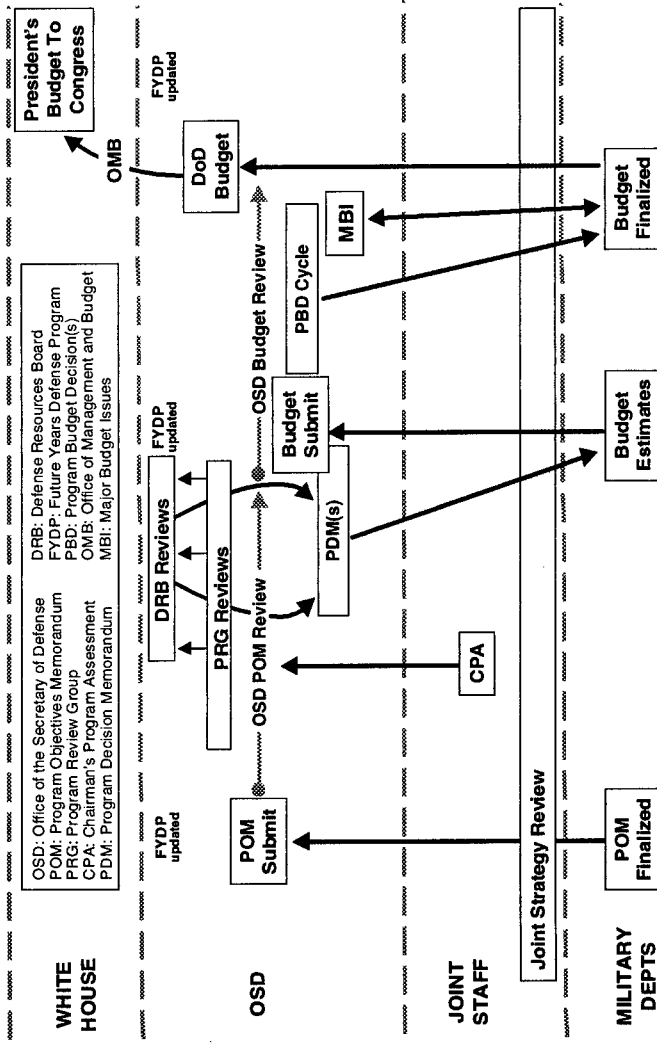 WHITE
HOUSE
OSD: Office of the Secretary of Defense
POM: Program Objectives Memorandum
PRG: Program Review Group
CPA: Chairman's Program Assessment
PDM: Program Decision Memorandum
DRB: Defense Resources Board
FYDP: Future Years Defense Program
PBD: Program Budget Decision(s)
OMB: Office of Management and Budget
MBI: Major Budget Issues
President's
Budget To
Congress
OMB
OSD
FYDP
updated
FYDP
updated
FYDP
updated
DRB Reviews
PRG Reviews
POM
Submit
OSD POM Review
OSD Budget Review
DoD
Budget
PDM(s)
Budget
Submit
PBD Cycle
MBI
JOINT
STAFF
CPA
Joint Strategy Review
MILITARY
DEPTS
POM
Finalized
Budget
Estimates
Budget
Finalized